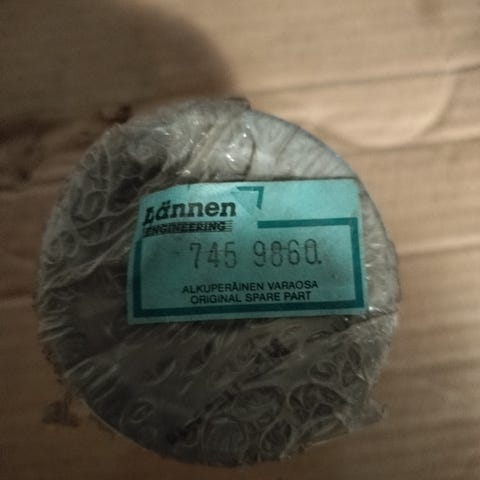 Lännen
ENGINEERING
745 9860
ALKUPERÄINEN VARAOSA
ORIGINAL SPARE PART